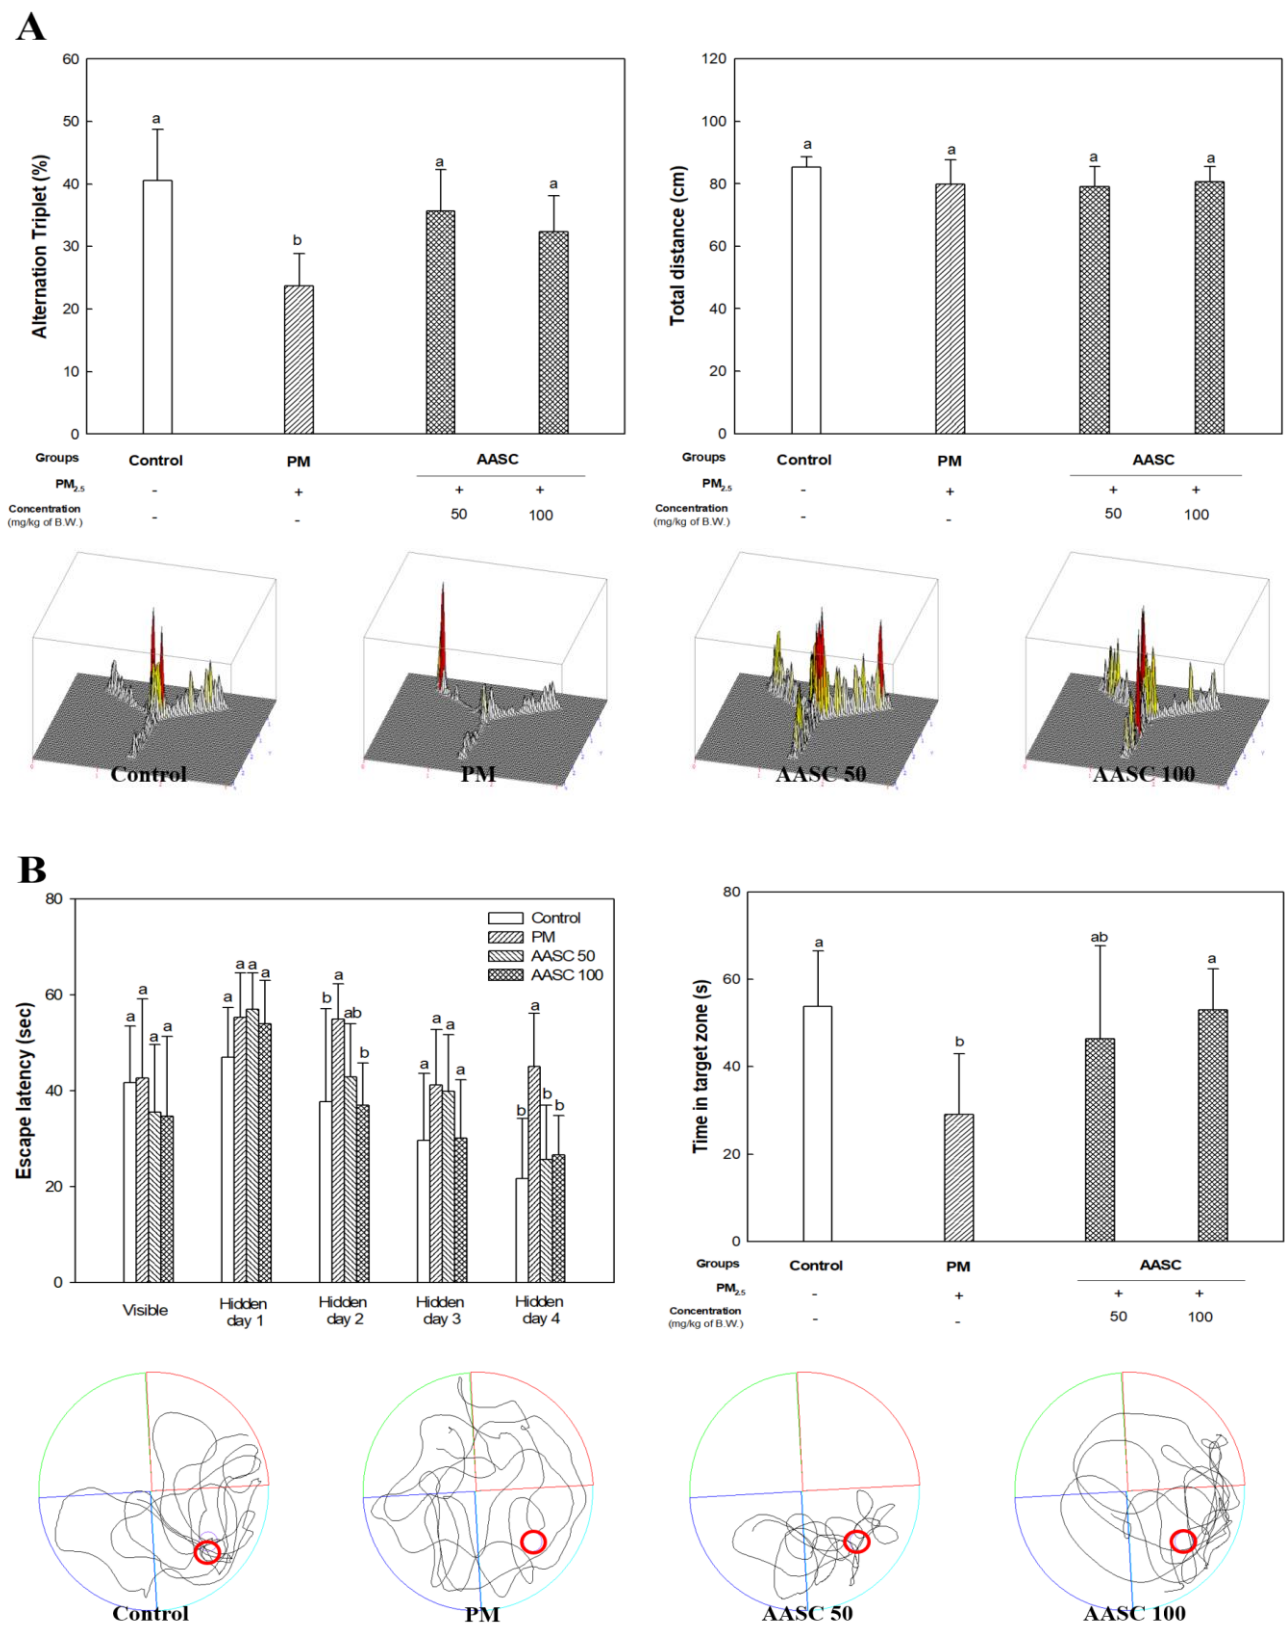 A
60
50
40
30
20
10
0
Alternation Triplet (%)
a
b
a
a
Groups Control PM AASC
PM2.5 - + + +
Concentration
(mg/kg of B.W.) - - 50 100
120
100
80
60
40
20
0
Total distance (cm)
a
a
a
a
Groups Control PM AASC
PM2.5 - + + +
Concentration
(mg/kg of B.W.) - - 50 100
Control
PM
AASC 50
AASC 100
B
80
60
40
20
0
Escape latency (sec)
Control
PM
AASC 50
AASC 100
a a a a
a a a a
b a ab b
a a a a
b a b b
Visible
Hidden
day 1
Hidden
day 2
Hidden
day 3
Hidden
day 4
80
60
40
20
0
Time in target zone (s)
a
b
ab
a
Groups Control PM AASC
PM2.5 - + + +
Concentration
(mg/kg of B.W.) - - 50 100
Control
PM
AASC 50
AASC 100